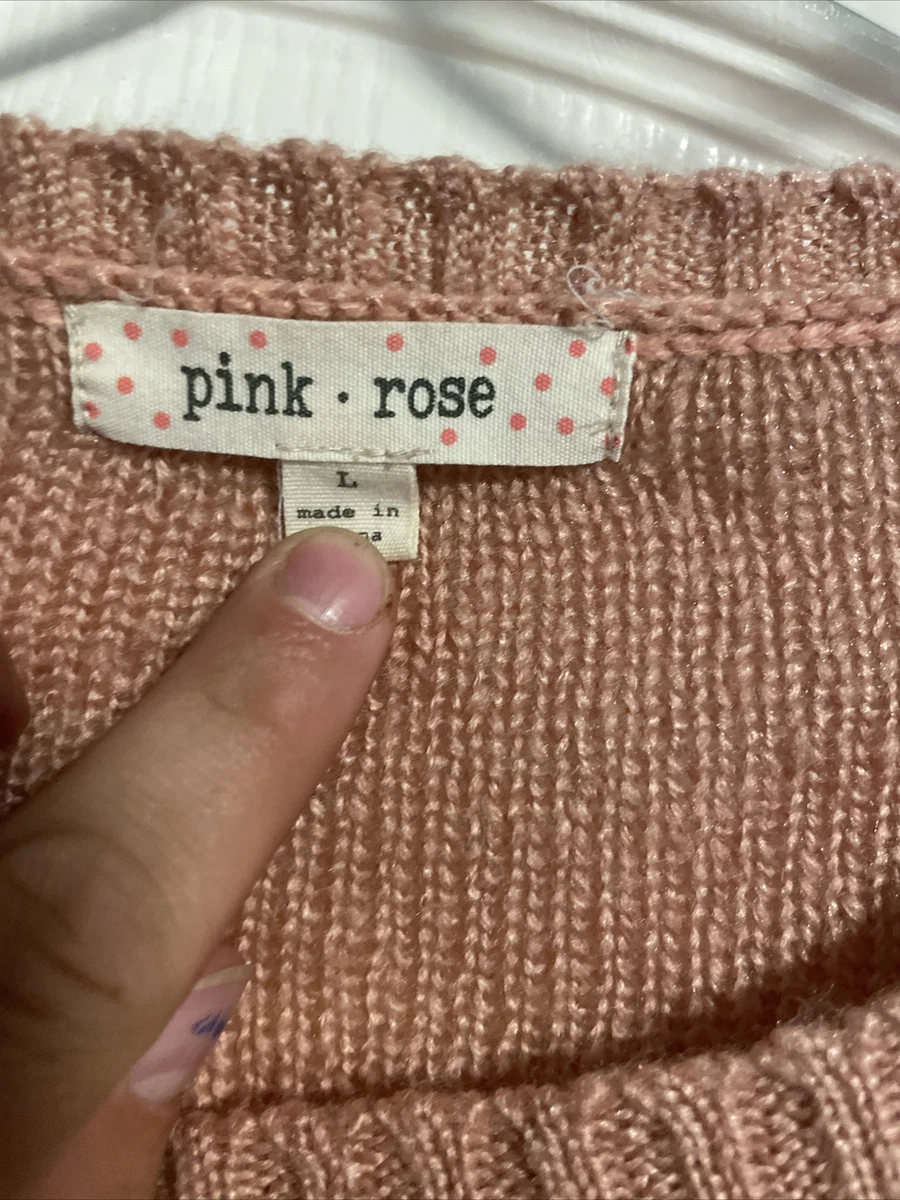 pink · rose
L
made in